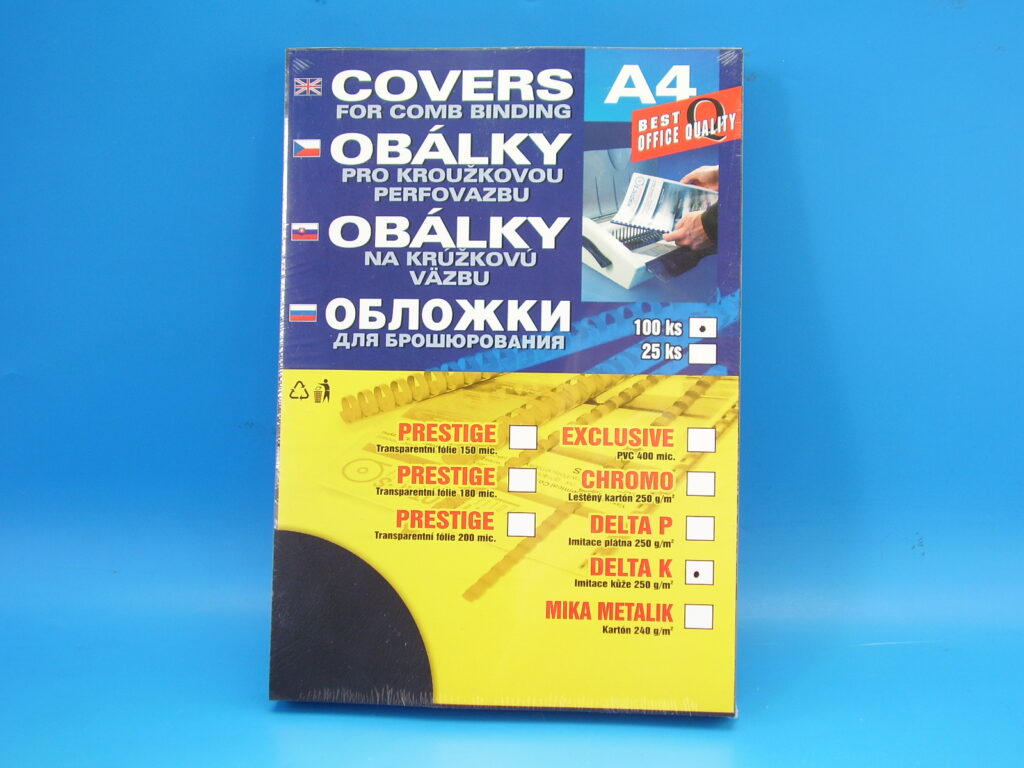 COVERS
FOR COMB BINDING
OBÁLKY
PRO KROUŽKOVOU
PERFOVAZBU
OBÁLKY
NA KRÚŽKOVÚ
VÄZBU
ОБЛОЖКИ
ДЛЯ БРОШЮРОВАНИЯ
A4
Q
BEST
OFFICE QUALITY
100 ks
25 ks
PRESTIGE
Transparentní fólie 150 mic.
PRESTIGE
Transparentní fólie 180 mic.
PRESTIGE
Transparentní fólie 200 mic.
EXCLUSIVE
PVC 400 mic.
CHROMO
Leštěný kartón 250 g/m²
DELTA P
Imitace plátna 250 g/m²
DELTA K
Imitace kůže 250 g/m²
MIKA METALIK
Kartón 240 g/m²